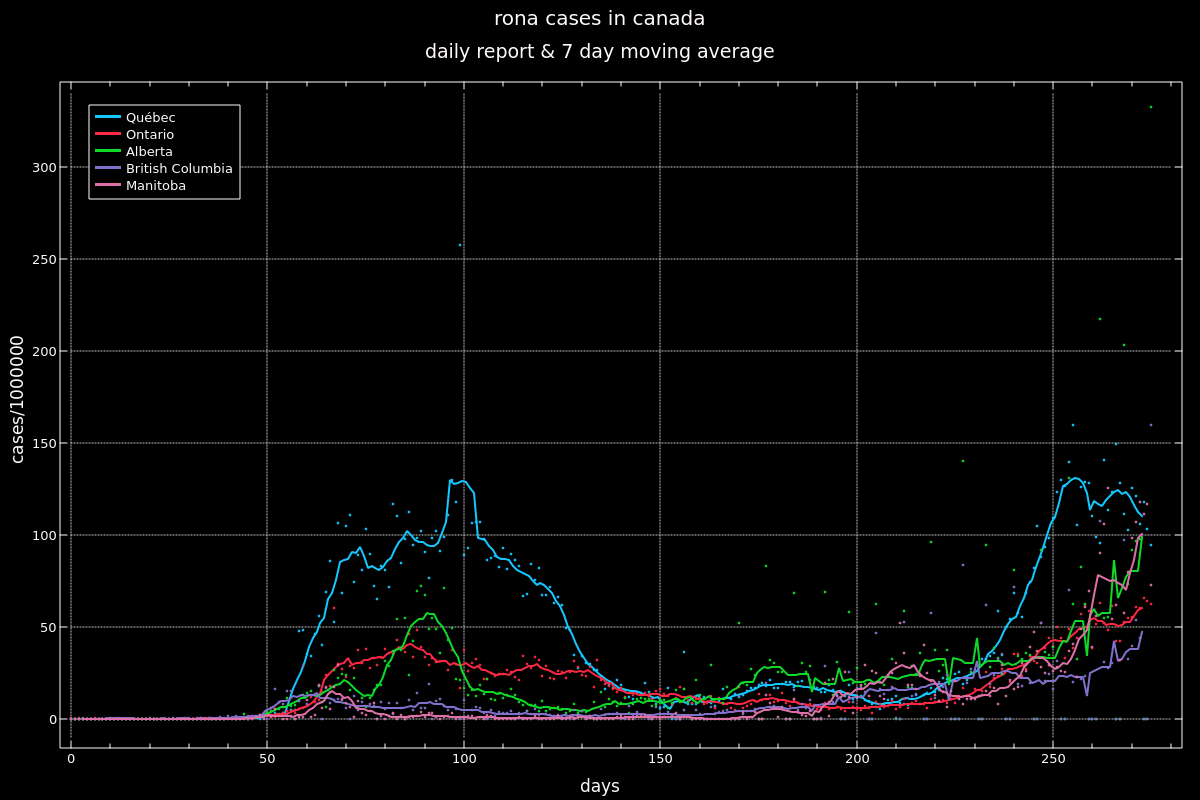 rona cases in canada
daily report & 7 day moving average
Québec
Ontario
Alberta
British Columbia
Manitoba
300
250
200
150
100
50
0
cases/1000000
0 50 100 150 200 250
days